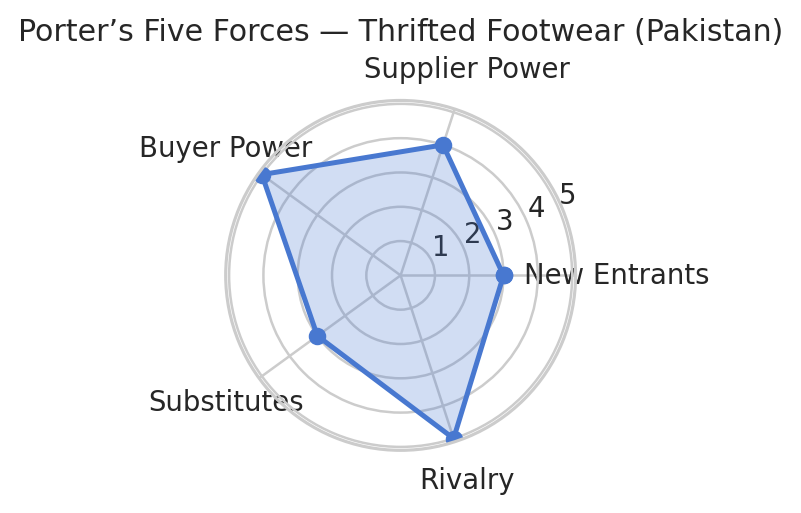 Porter’s Five Forces — Thrifted Footwear (Pakistan)
Supplier Power
Buyer Power
5
4
3
2
1
New Entrants
Substitutes
Rivalry